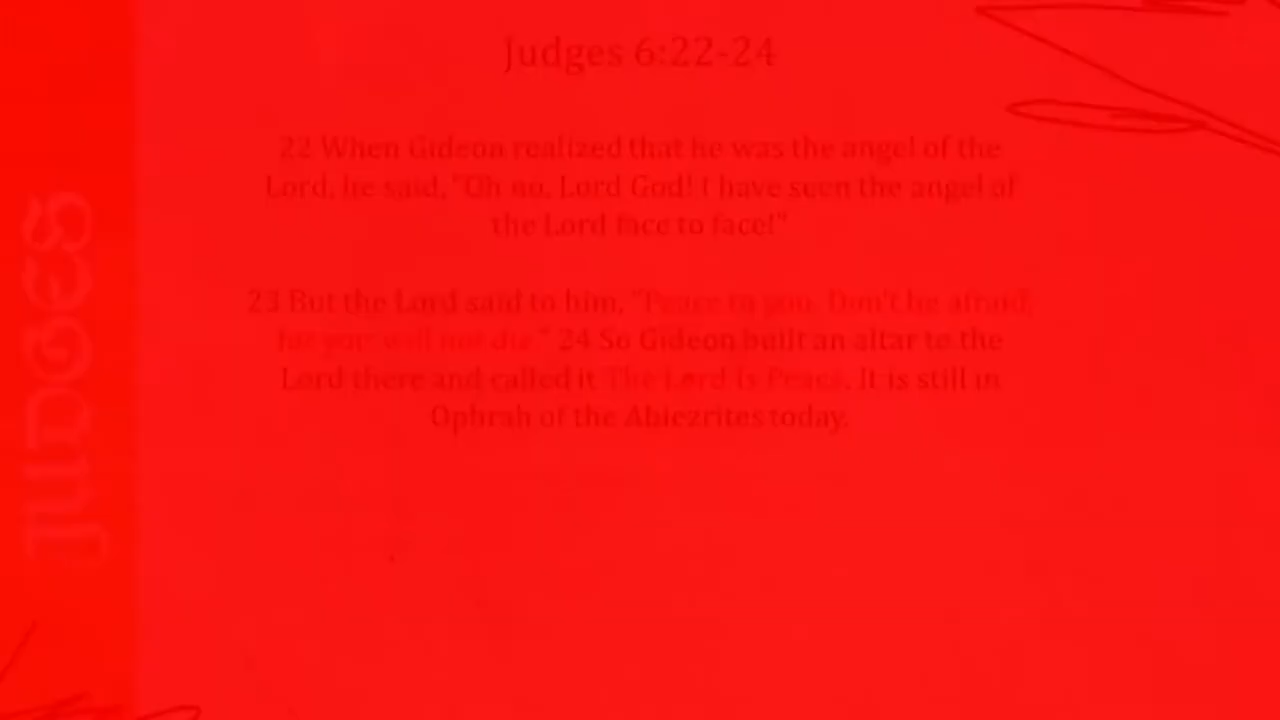 Judges 6:22-24
22 When Gideon realized that he was the angel of the
Lord, he said, "Oh no, Lord God! I have seen the angel of
the Lord face to face!"
23 But the Lord said to him, "Peace to you. Don't be afraid,
for you will not die." 24 So Gideon built an altar to the
Lord there and called it The Lord Is Peace. It is still in
Ophrah of the Abiezrites today.
JUDGES